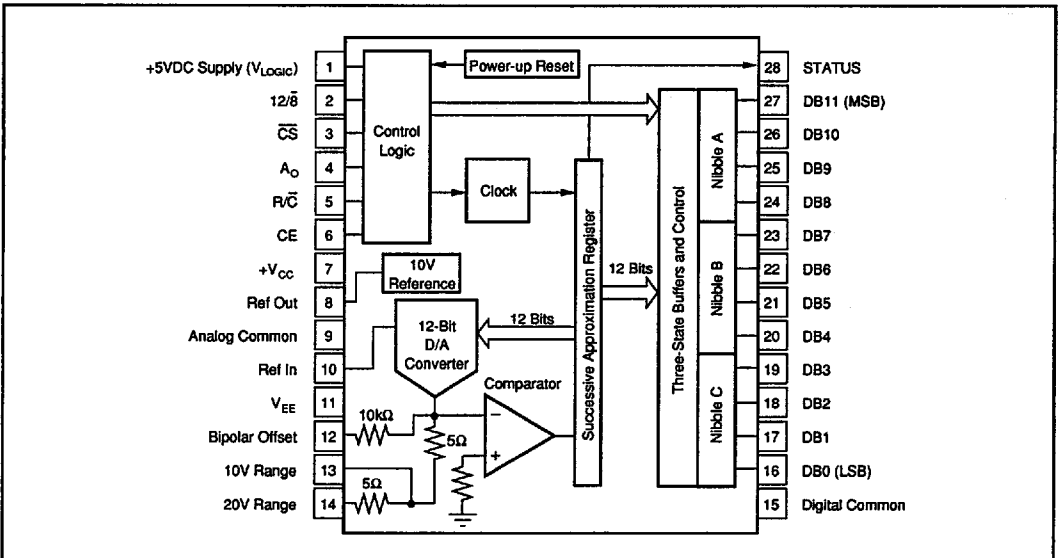 +5VDC Supply (VLOGIC) 1
12/8̅ 2
C̅S̅ 3
AO 4
R/C̅ 5
CE 6
+VCC 7
Ref Out 8
Analog Common 9
Ref In 10
VEE 11
Bipolar Offset 12
10V Range 13
20V Range 14
Control
Logic
Power-up Reset
Clock
10V
Reference
12-Bit
D/A
Converter
12 Bits
Comparator
10kΩ
5Ω
5Ω
−
+
Successive Approximation Register
12 Bits
Three-State Buffers and Control
Nibble A
Nibble B
Nibble C
28 STATUS
27 DB11 (MSB)
26 DB10
25 DB9
24 DB8
23 DB7
22 DB6
21 DB5
20 DB4
19 DB3
18 DB2
17 DB1
16 DB0 (LSB)
15 Digital Common